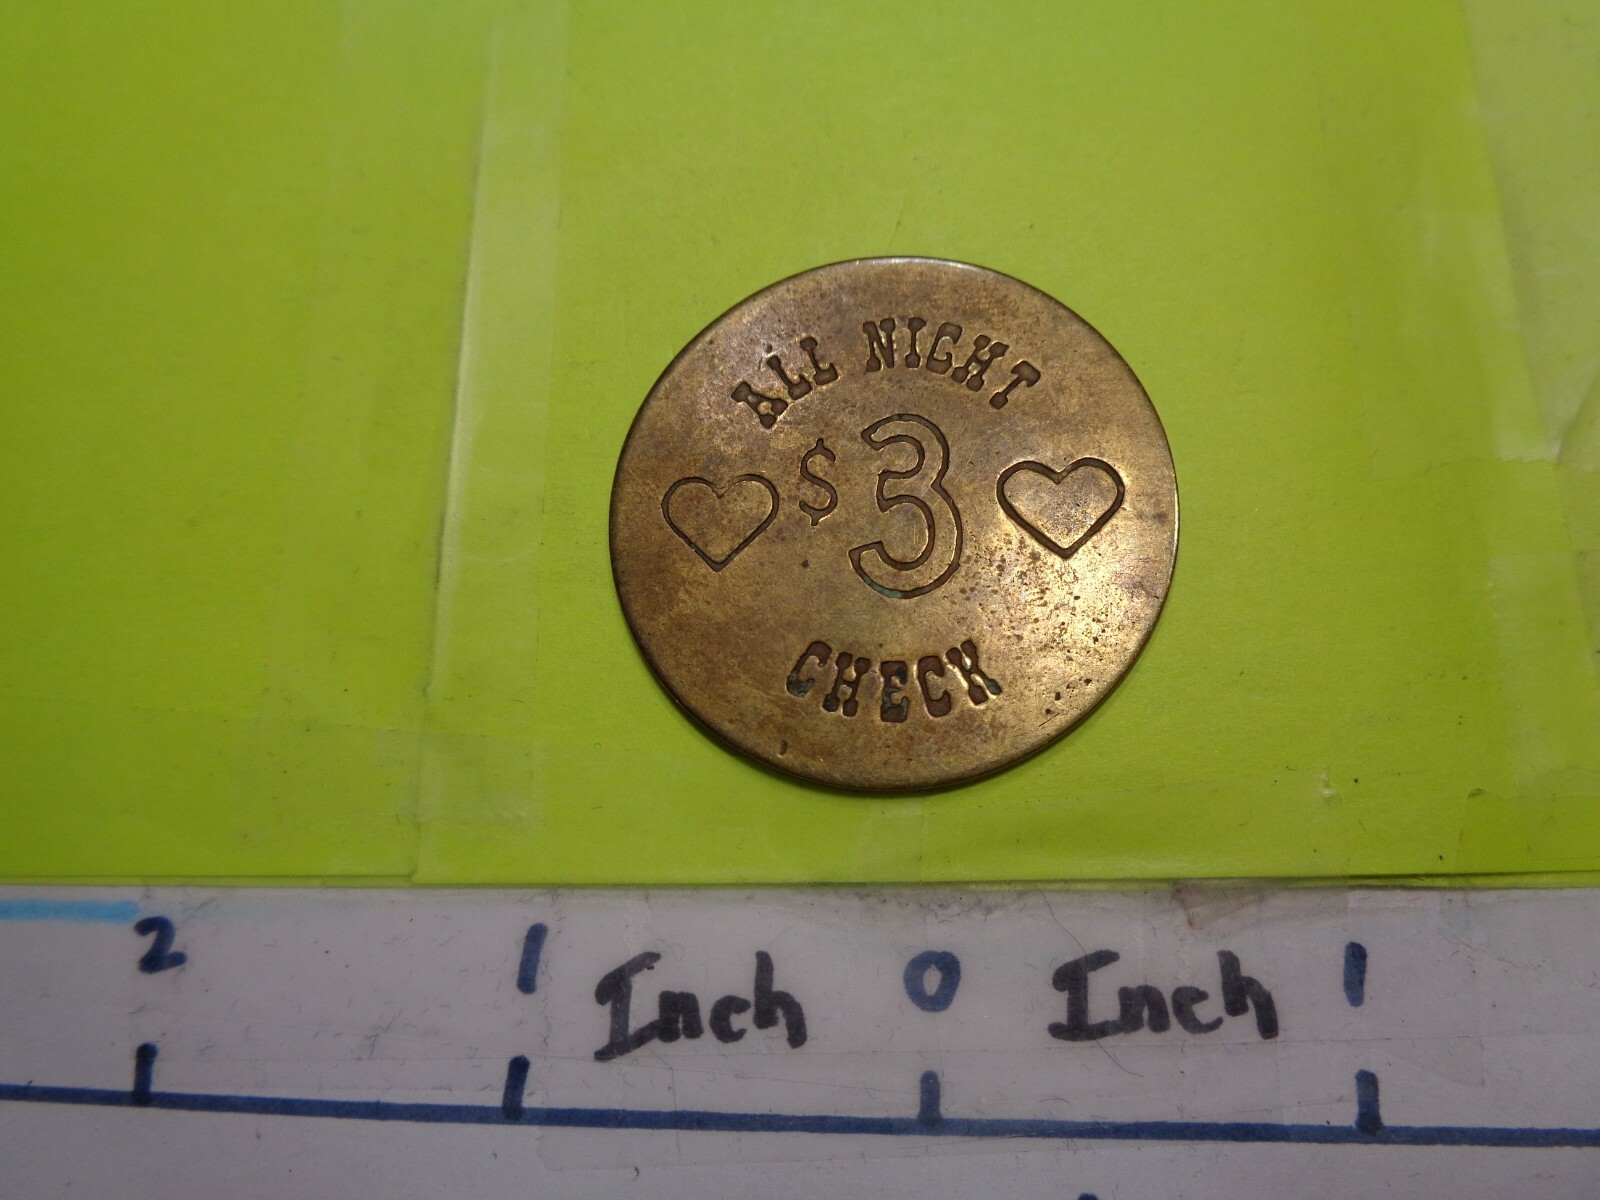 ALL NIGHT
$3
CHECK
2 1 Inch 0 Inch 1